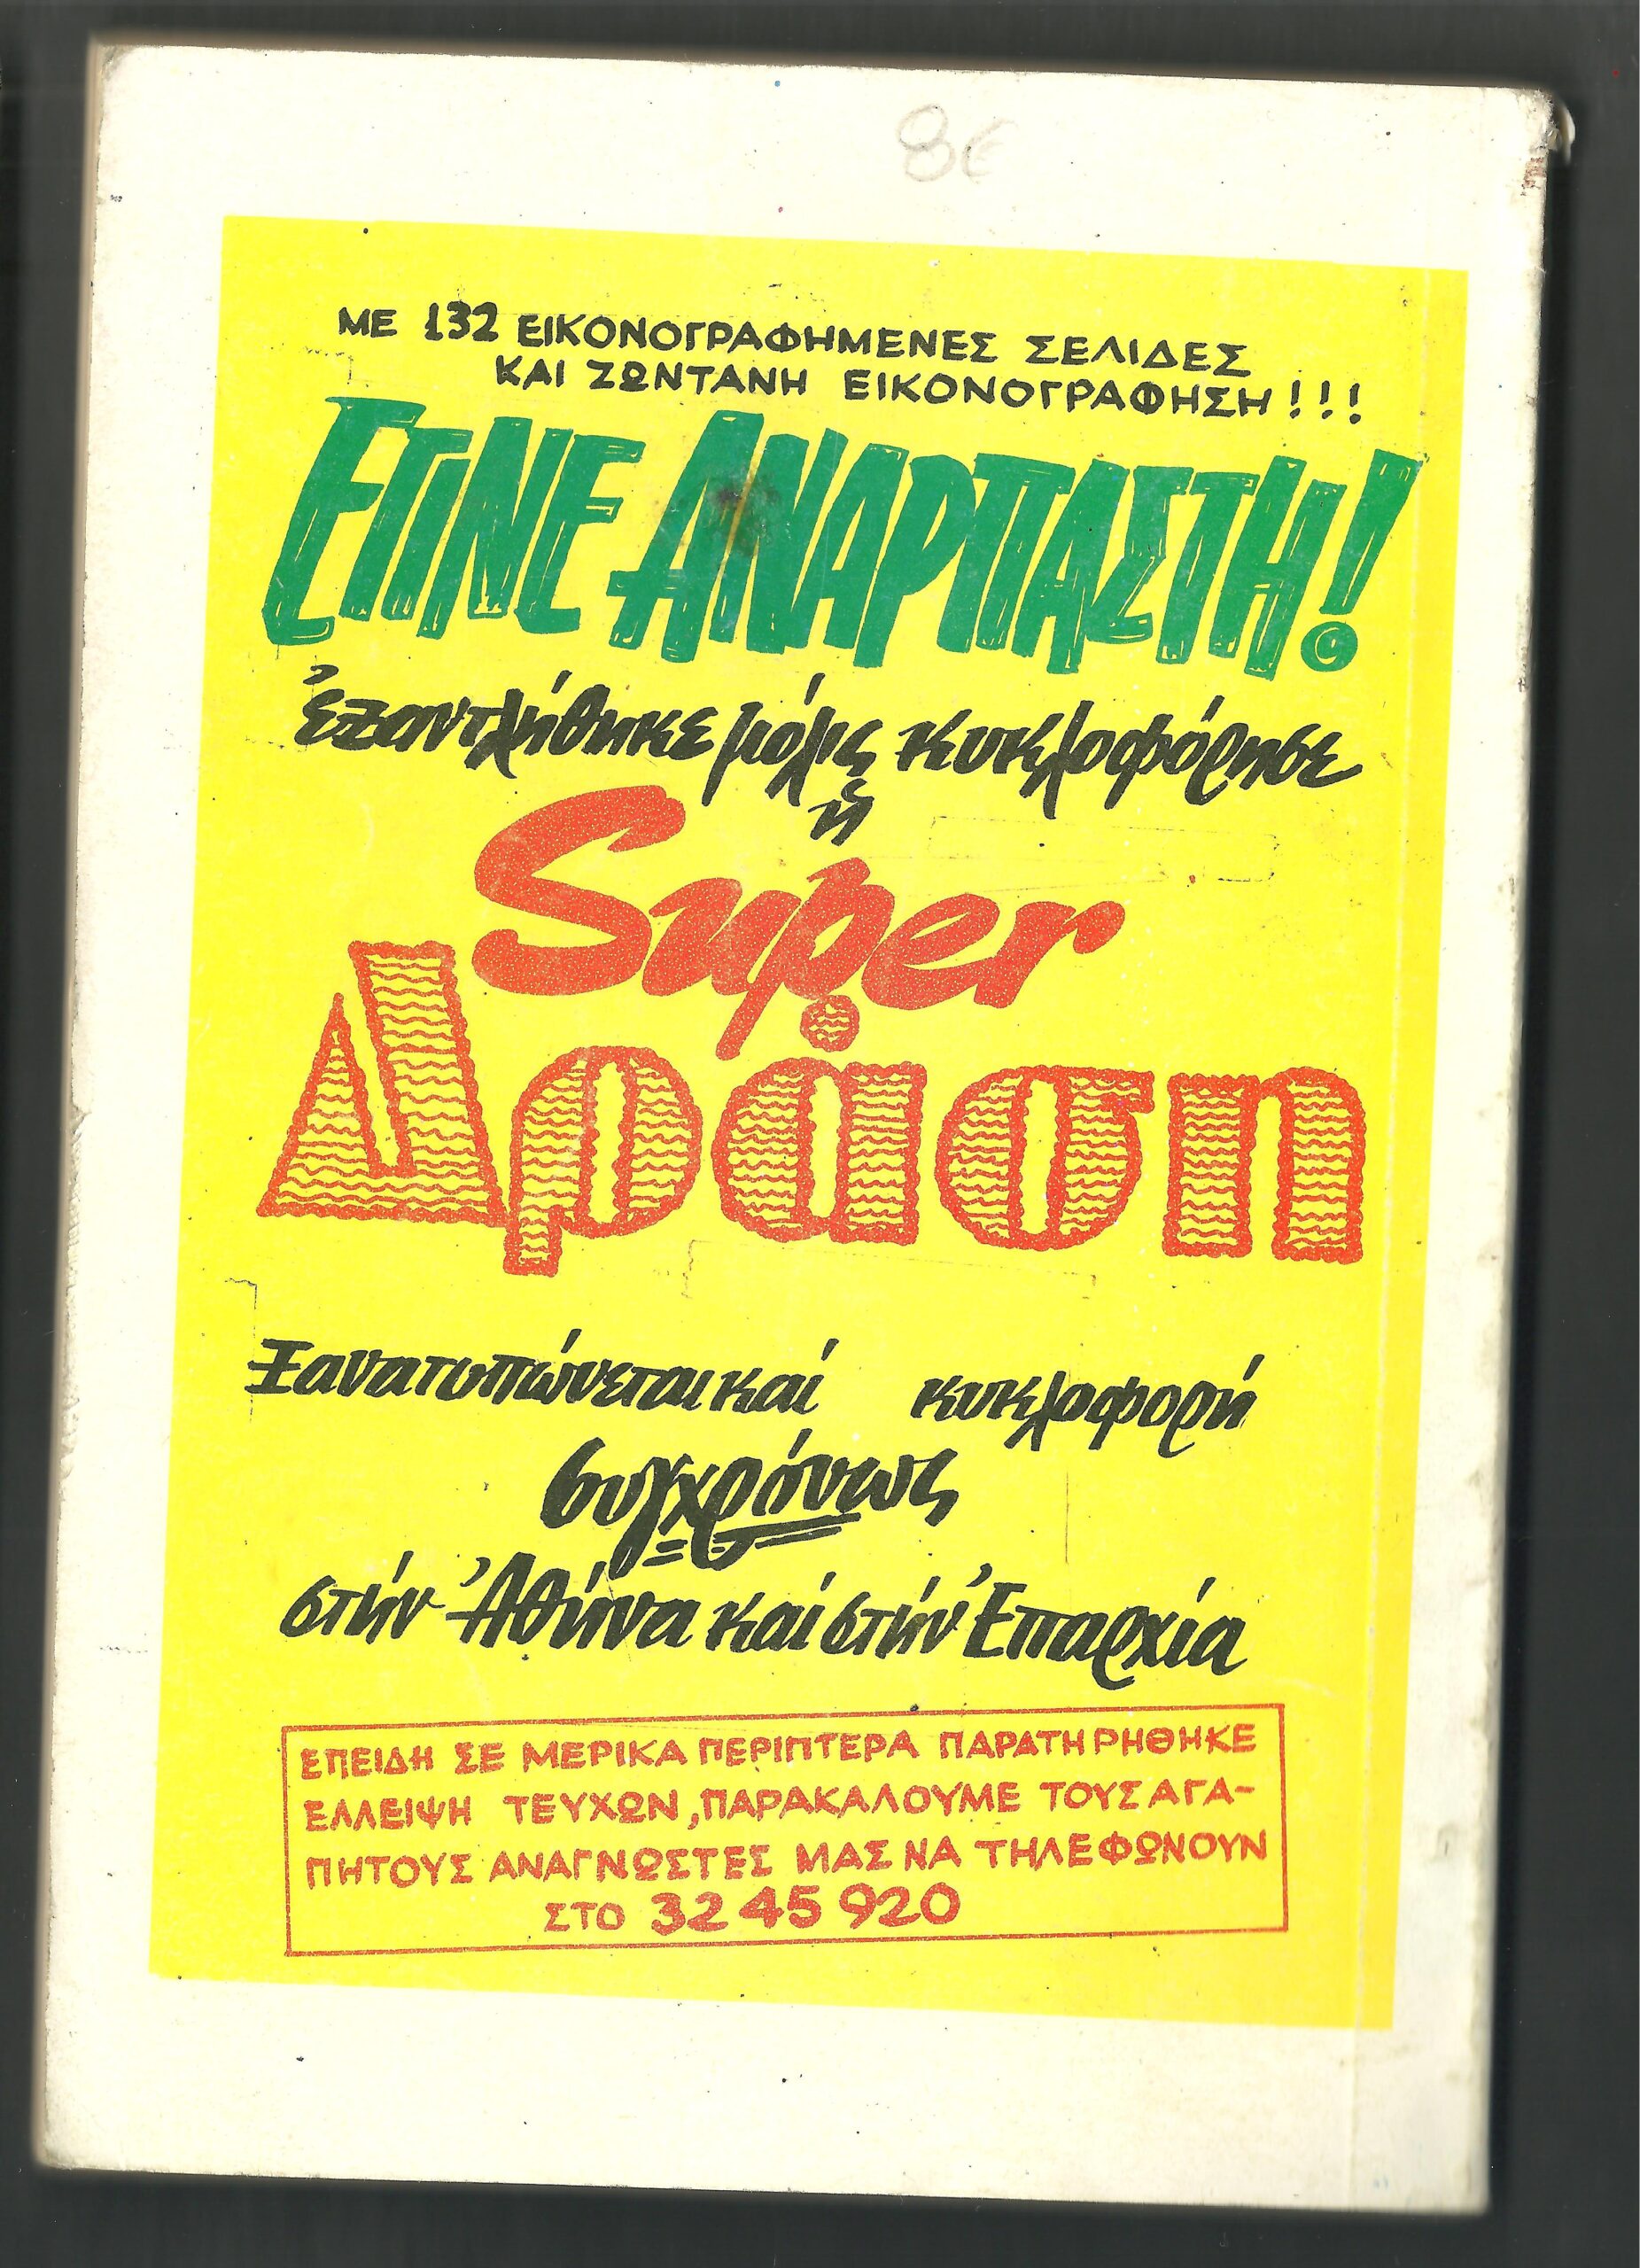 8€
ΜΕ 132 ΕΙΚΟΝΟΓΡΑΦΗΜΕΝΕΣ ΣΕΛΙΔΕΣ
ΚΑΙ ΖΩΝΤΑΝΗ ΕΙΚΟΝΟΓΡΑΦΗΣΗ!!!
ΕΓΙΝΕ ΑΝΑΡΠΑΣΤΗ!
ἐξαντλήθηκε μόλις κυκλοφόρησε
ἡ
Super
Δράση
Ξανατυπώνεται καί κυκλοφορή
συγχρόνως
στήν Ἀθήνα καί στήν Ἐπαρχία
ΕΠΕΙΔΗ ΣΕ ΜΕΡΙΚΑ ΠΕΡΙΠΤΕΡΑ ΠΑΡΑΤΗΡΗΘΗΚΕ
ΕΛΛΕΙΨΗ ΤΕΥΧΩΝ, ΠΑΡΑΚΑΛΟΥΜΕ ΤΟΥΣ ΑΓΑ-
ΠΗΤΟΥΣ ΑΝΑΓΝΩΣΤΕΣ ΜΑΣ ΝΑ ΤΗΛΕΦΩΝΟΥΝ
ΣΤΟ 32 45 920